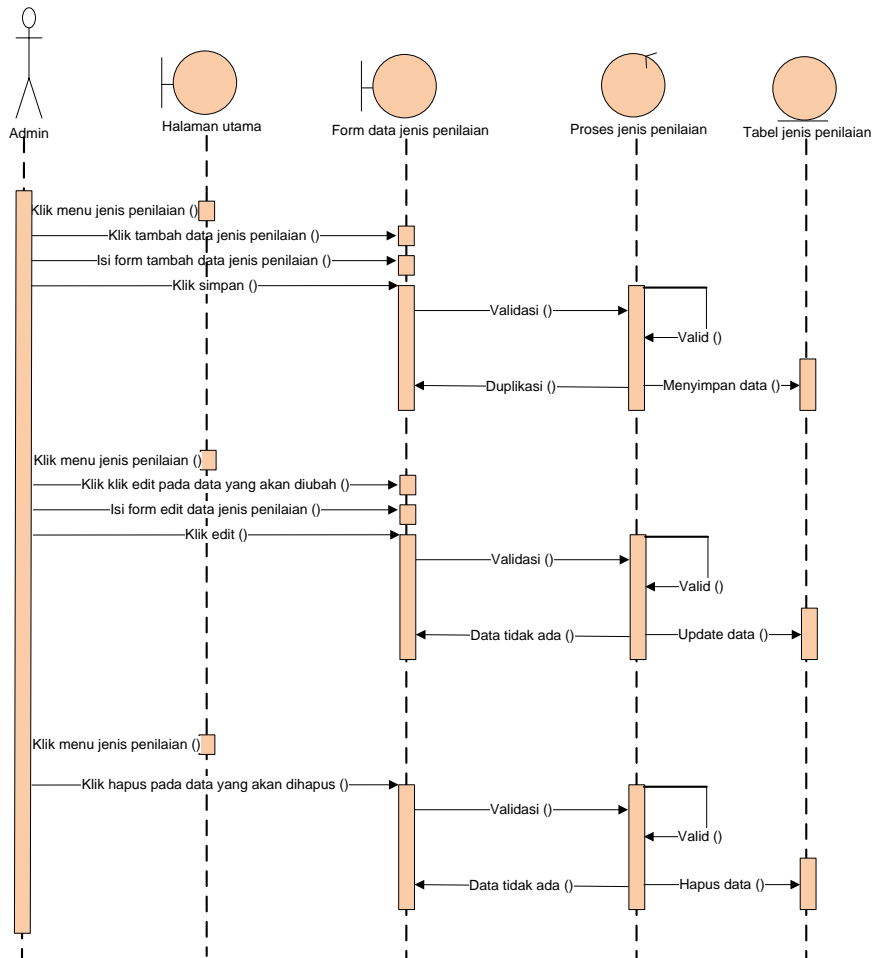 Admin
Halaman utama
Form data jenis penilaian
Proses jenis penilaian
Tabel jenis penilaian
Klik menu jenis penilaian ()
Klik tambah data jenis penilaian ()
Isi form tambah data jenis penilaian ()
Klik simpan ()
Validasi ()
Valid ()
Duplikasi ()
Menyimpan data ()
Klik menu jenis penilaian ()
Klik klik edit pada data yang akan diubah ()
Isi form edit data jenis penilaian ()
Klik edit ()
Validasi ()
Valid ()
Data tidak ada ()
Update data ()
Klik menu jenis penilaian ()
Klik hapus pada data yang akan dihapus ()
Validasi ()
Valid ()
Data tidak ada ()
Hapus data ()